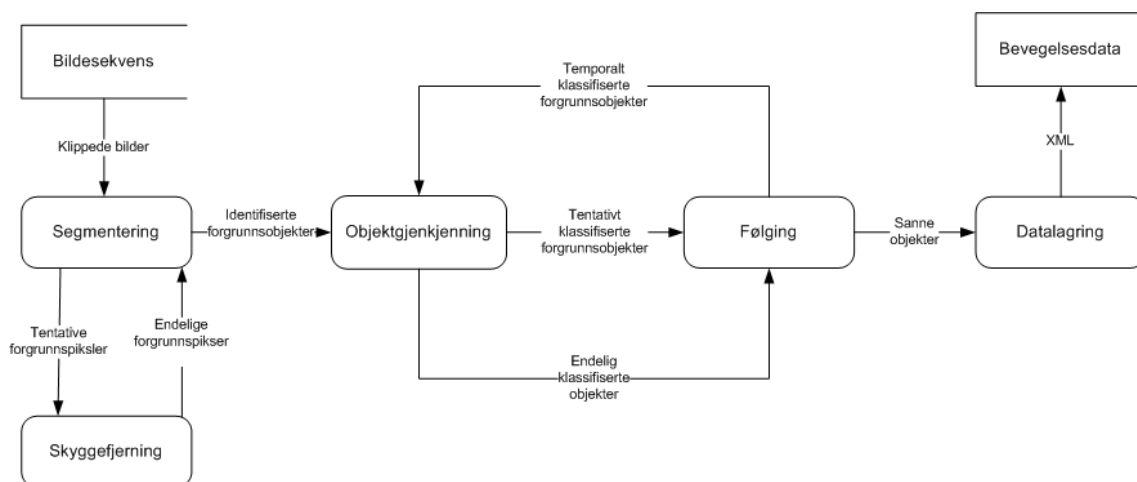 Bildesekvens
Bevegelsesdata
Temporalt
klassifiserte
forgrunnsobjekter
Klippede bilder
XML
Segmentering
Identifiserte
forgrunnsobjekter
Objektgjenkjenning
Tentativt
klassifiserte
forgrunnsobjekter
Følging
Sanne
objekter
Datalagring
Tentative
forgrunnspiksler
Endelige
forgrunnspikser
Endelig
klassifiserte
objekter
Skyggefjerning